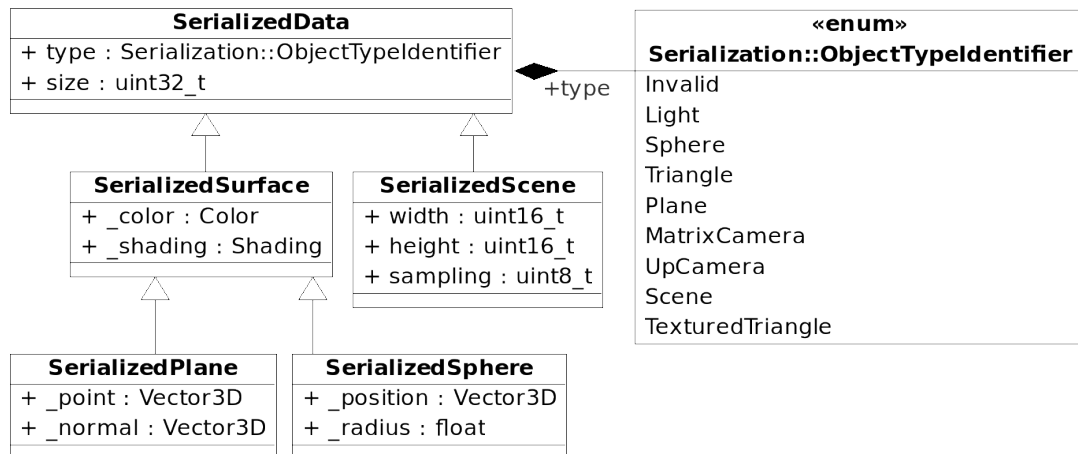 SerializedData
+ type : Serialization::ObjectTypeIdentifier
+ size : uint32_t
+type
«enum»
Serialization::ObjectTypeIdentifier
Invalid
Light
Sphere
Triangle
Plane
MatrixCamera
UpCamera
Scene
TexturedTriangle
SerializedSurface
+ _color : Color
+ _shading : Shading
SerializedScene
+ width : uint16_t
+ height : uint16_t
+ sampling : uint8_t
SerializedPlane
+ _point : Vector3D
+ _normal : Vector3D
SerializedSphere
+ _position : Vector3D
+ _radius : float